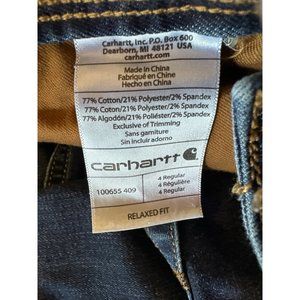 Carhartt, Inc. P.O. Box 600
Dearborn, MI 48121 USA
carhartt.com
Made in China
Fabriqué en Chine
Hecho en China
77% Cotton/21% Polyester/2% Spandex
77% Coton/21% Polyester/2% Spandex
77% Algodón/21% Poliéster/2% Spandex
Exclusive of Trimming
Sans garniture
Sin incluir adorno
carhartt
100655 409
4 Regular
4 Régulière
4 Regular
RELAXED FIT